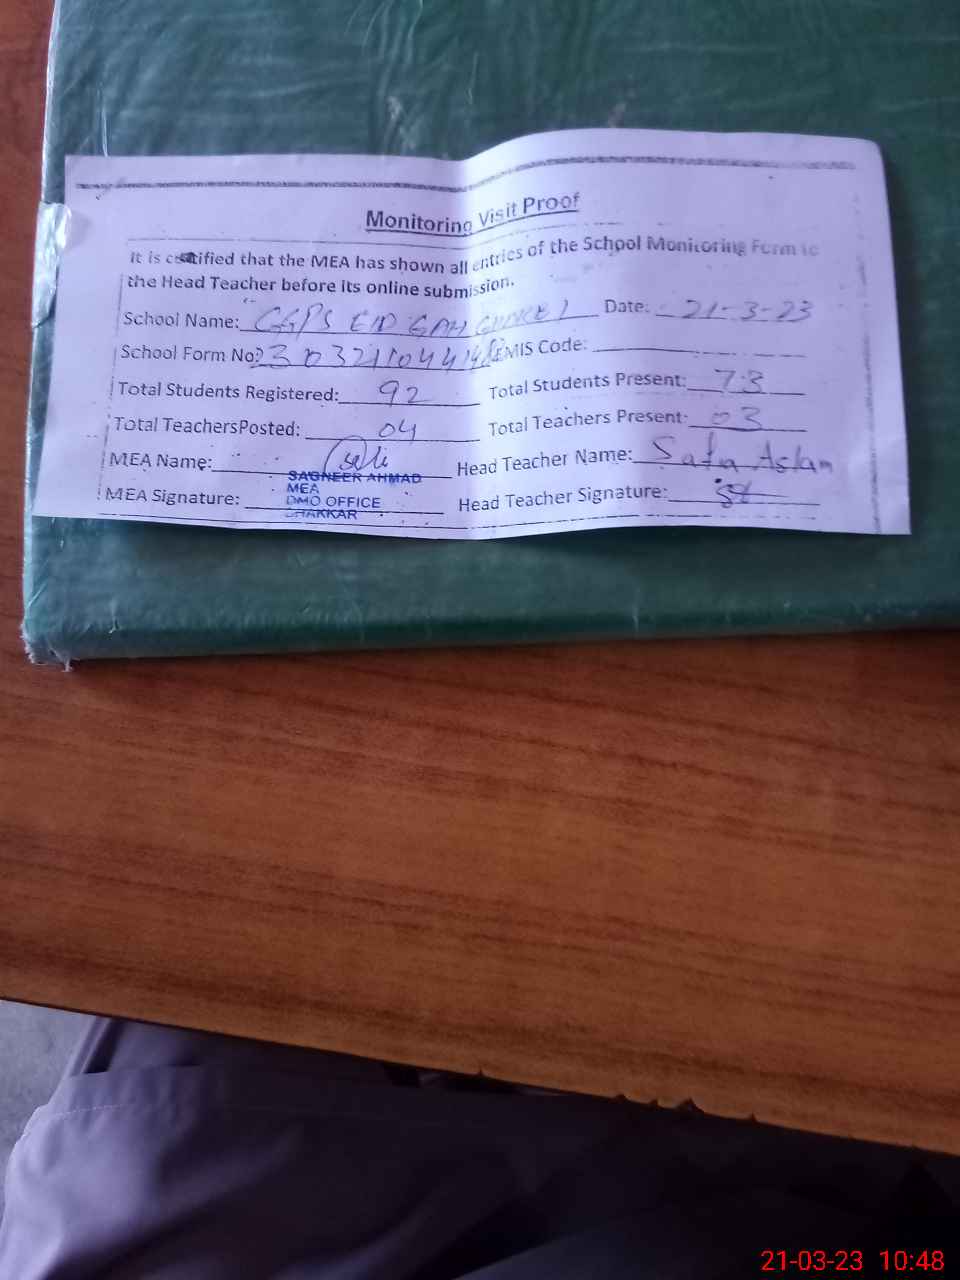 Monitoring Visit Proof
It is certified that the MEA has shown all entries of the School Monitoring Form to
the Head Teacher before its online submission.
School Name: GGPS EID GAH Date: 21-3-23
School Form No: EMIS Code:
Total Students Registered: 92 Total Students Present: 73
Total TeachersPosted: 04 Total Teachers Present: 03
MEA Name: Head Teacher Name: Safia Aslam
SAGHEER AHMAD
MEA
MEA Signature: DMO OFFICE Head Teacher Signature:
BHAKKAR
21-03-23 10:48